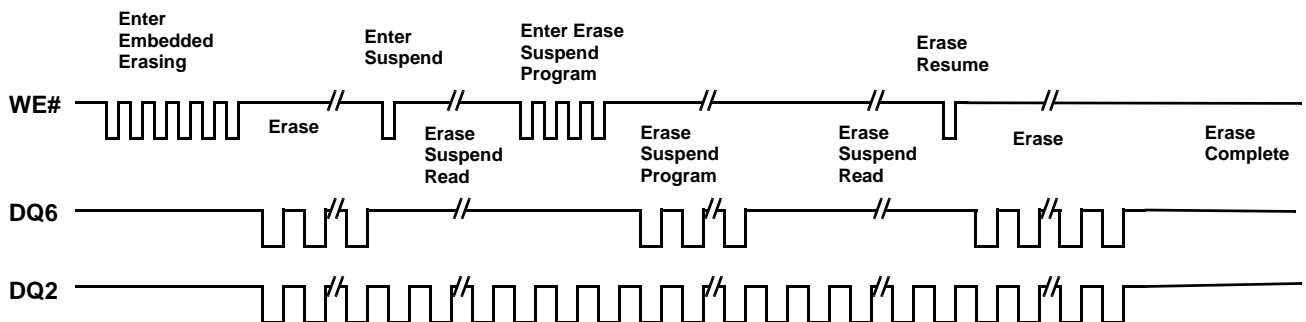 Enter
Embedded
Erasing
Enter
Suspend
Enter Erase
Suspend
Program
Erase
Resume
WE#
Erase
Erase
Suspend
Read
Erase
Suspend
Program
Erase
Suspend
Read
Erase
Erase
Complete
DQ6
DQ2